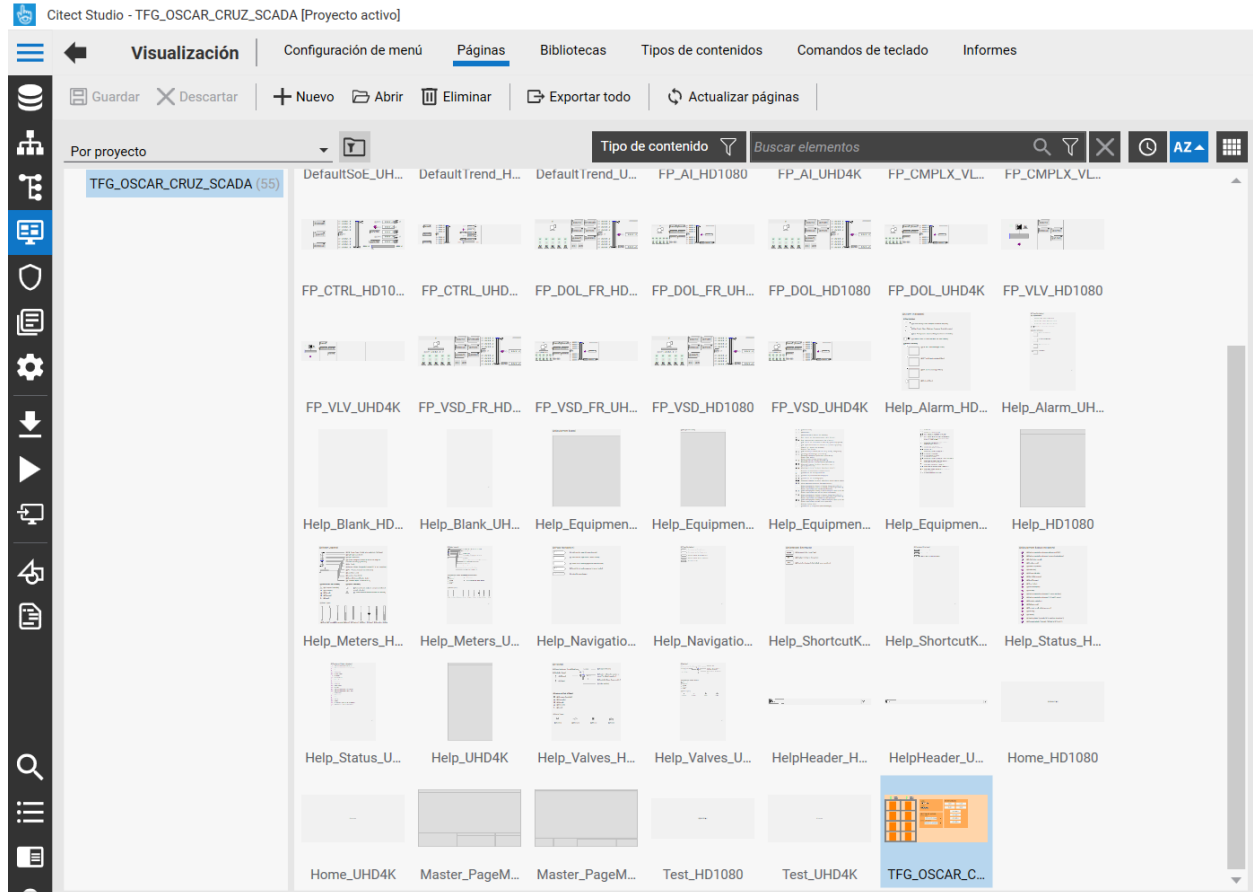 Citect Studio - TFG_OSCAR_CRUZ_SCADA [Proyecto activo]
Visualización Configuración de menú Páginas Bibliotecas Tipos de contenidos Comandos de teclado Informes
Guardar Descartar Nuevo Abrir Eliminar Exportar todo Actualizar páginas
Por proyecto Tipo de contenido Buscar elementos AZ
TFG_OSCAR_CRUZ_SCADA (55)
DefaultSoE_UH... DefaultTrend_H... DefaultTrend_U... FP_AI_HD1080 FP_AI_UHD4K FP_CMPLX_VL... FP_CMPLX_VL...
FP_CTRL_HD10... FP_CTRL_UHD... FP_DOL_FR_HD... FP_DOL_FR_UH... FP_DOL_HD1080 FP_DOL_UHD4K FP_VLV_HD1080
FP_VLV_UHD4K FP_VSD_FR_HD... FP_VSD_FR_UH... FP_VSD_HD1080 FP_VSD_UHD4K Help_Alarm_HD... Help_Alarm_UH...
Help_Blank_HD... Help_Blank_UH... Help_Equipmen... Help_Equipmen... Help_Equipmen... Help_Equipmen... Help_HD1080
Help_Meters_H... Help_Meters_U... Help_Navigatio... Help_Navigatio... Help_ShortcutK... Help_ShortcutK... Help_Status_H...
Help_Status_U... Help_UHD4K Help_Valves_H... Help_Valves_U... HelpHeader_H... HelpHeader_U... Home_HD1080
Home_UHD4K Master_PageM... Master_PageM... Test_HD1080 Test_UHD4K TFG_OSCAR_C...